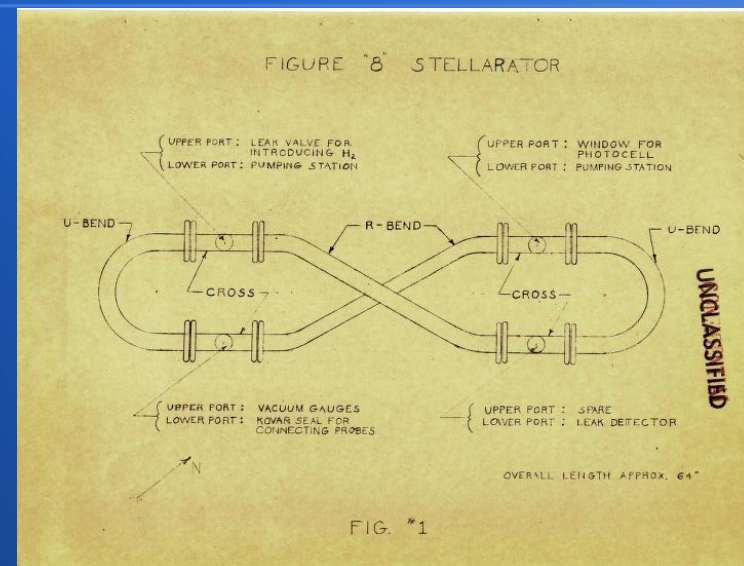 FIGURE "8" STELLARATOR
UPPER PORT: LEAK VALVE FOR
INTRODUCING H₂
LOWER PORT: PUMPING STATION
UPPER PORT: WINDOW FOR
PHOTOCELL
LOWER PORT: PUMPING STATION
U-BEND
R-BEND
U-BEND
CROSS
CROSS
UNCLASSIFIED
UPPER PORT: VACUUM GAUGES
LOWER PORT: KOVAR SEAL FOR
CONNECTING PROBES
UPPER PORT: SPARE
LOWER PORT: LEAK DETECTOR
N
OVERALL LENGTH APPROX. 64"
FIG. #1